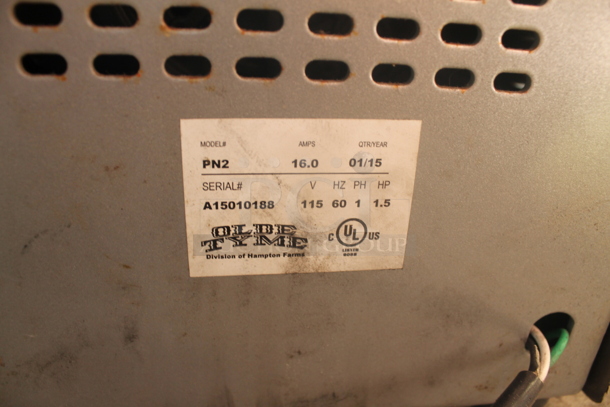 MODEL# AMPS QTR/YEAR
PN2 16.0 01/15
SERIAL# V HZ PH HP
A15010188 115 60 1 1.5
OLDE
TYME
Division of Hampton Farms
C UL US
LISTED